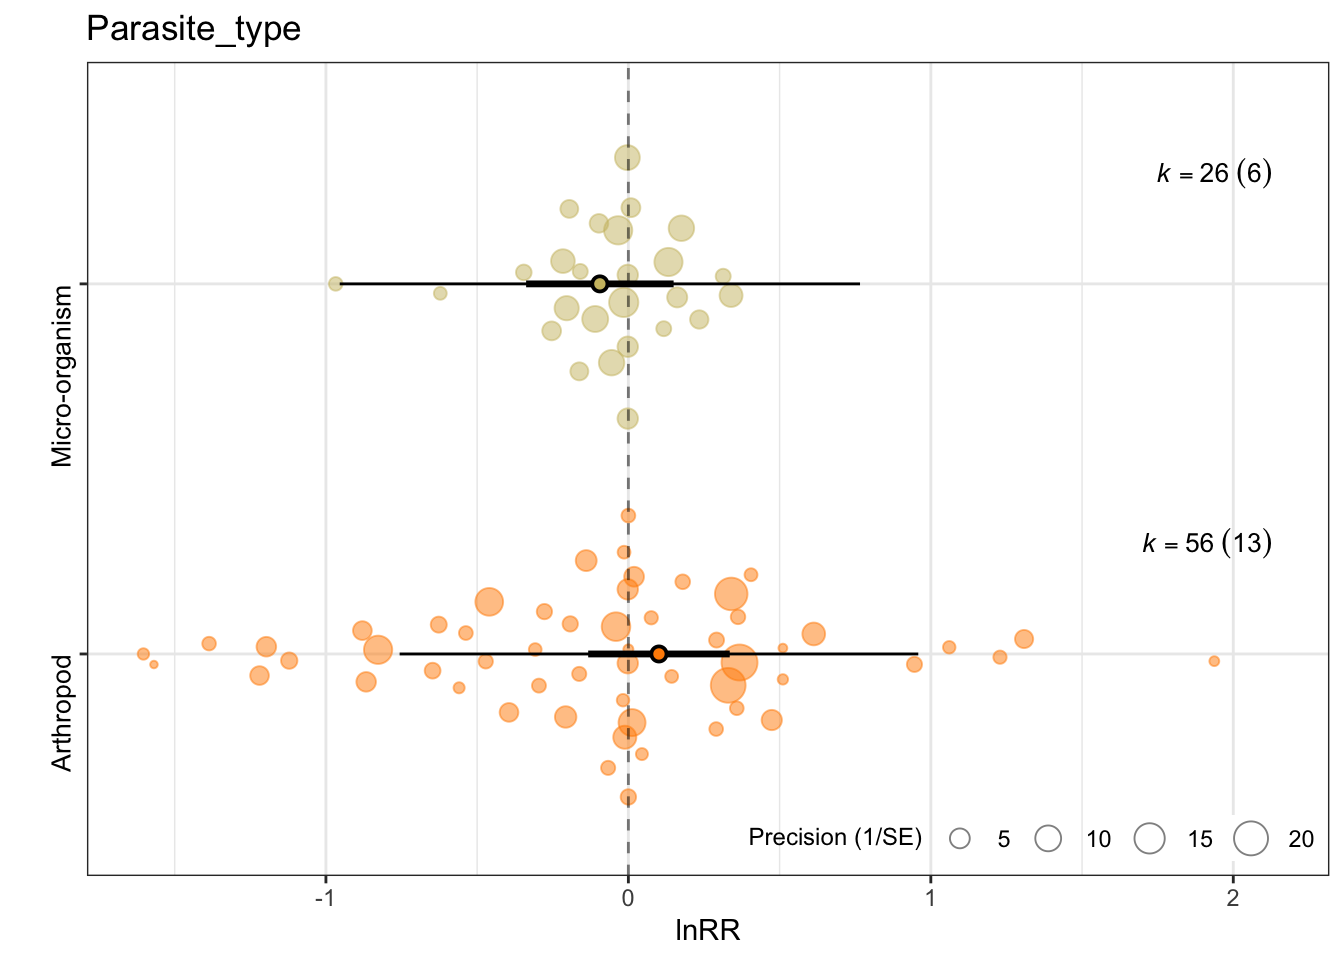 Parasite_type
k = 26 (6)
Micro-organism
k = 56 (13)
Arthropod
Precision (1/SE) 5 10 15 20
-1 0 1 2
lnRR